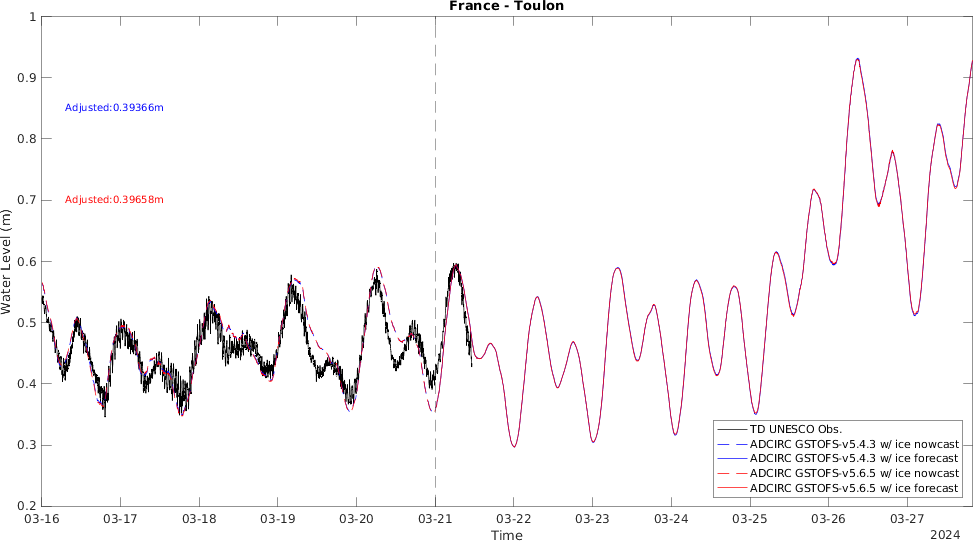 France - Toulon
1
0.9
0.8
0.7
0.6
0.5
0.4
0.3
0.2
Water Level (m)
Adjusted:0.39366m
Adjusted:0.39658m
TD UNESCO Obs.
ADCIRC GSTOFS-v5.4.3 w/ ice nowcast
ADCIRC GSTOFS-v5.4.3 w/ ice forecast
ADCIRC GSTOFS-v5.6.5 w/ ice nowcast
ADCIRC GSTOFS-v5.6.5 w/ ice forecast
03-16 03-17 03-18 03-19 03-20 03-21 03-22 03-23 03-24 03-25 03-26 03-27
Time
2024